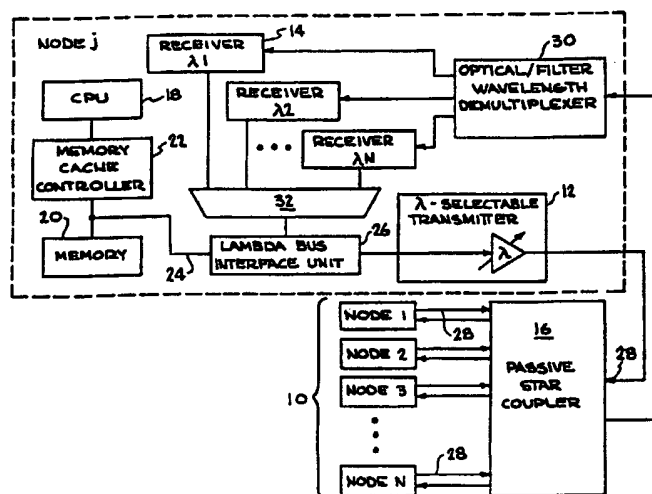 NODE j
RECEIVER
λ1
14
30
OPTICAL/FILTER
WAVELENGTH
DEMULTIPLEXER
CPU
18
RECEIVER
λ2
22
MEMORY
CACHE
CONTROLLER
RECEIVER
λN
20
MEMORY
32
24
LAMBDA BUS
INTERFACE UNIT
26
λ-SELECTABLE
TRANSMITTER
12
λ
10
NODE 1
28
NODE 2
NODE 3
28
NODE N
16
PASSIVE
STAR
COUPLER
28